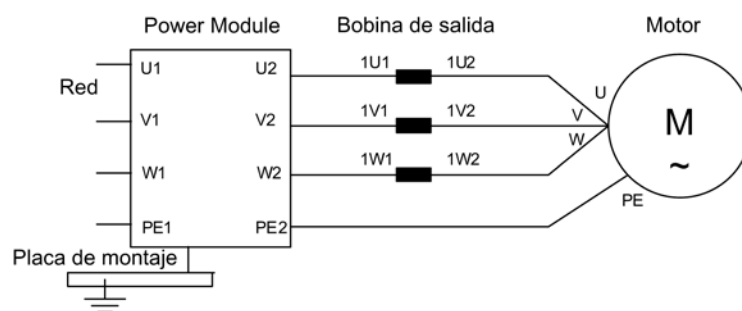 Power Module Bobina de salida Motor
Red
U1 U2 1U1 1U2 U
V1 V2 1V1 1V2 V
W
M
~
W1 W2 1W1 1W2
PE
PE1 PE2
Placa de montaje